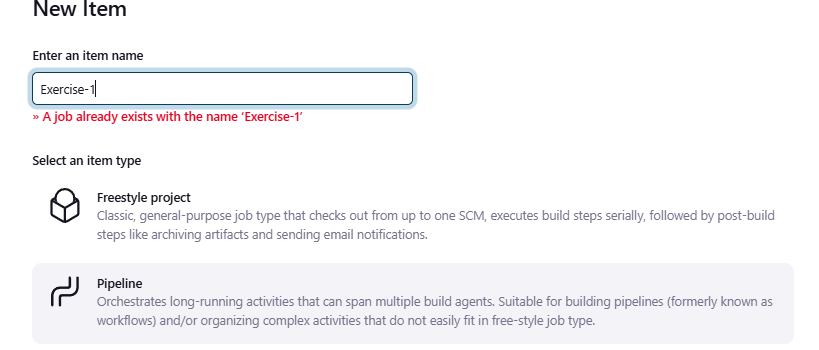 New Item
Enter an item name
Exercise-1
» A job already exists with the name ‘Exercise-1’
Select an item type
Freestyle project
Classic, general-purpose job type that checks out from up to one SCM, executes build steps serially, followed by post-build
steps like archiving artifacts and sending email notifications.
Pipeline
Orchestrates long-running activities that can span multiple build agents. Suitable for building pipelines (formerly known as
workflows) and/or organizing complex activities that do not easily fit in free-style job type.